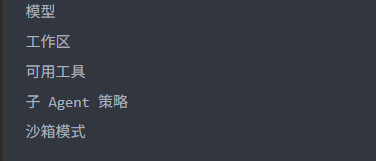 模型
工作区
可用工具
子 Agent 策略
沙箱模式